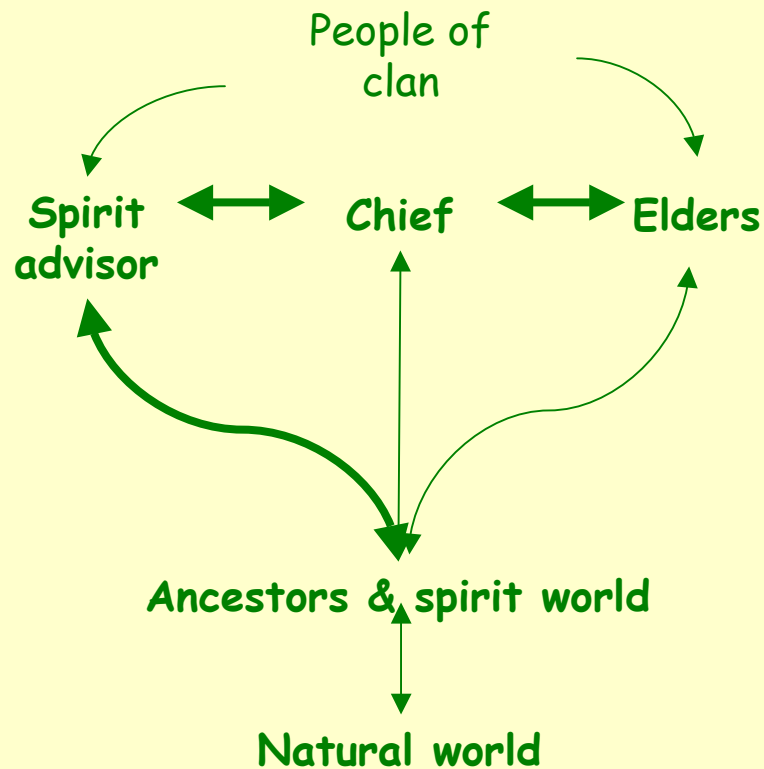 People of
clan
Spirit
advisor
Chief
Elders
Ancestors & spirit world
Natural world